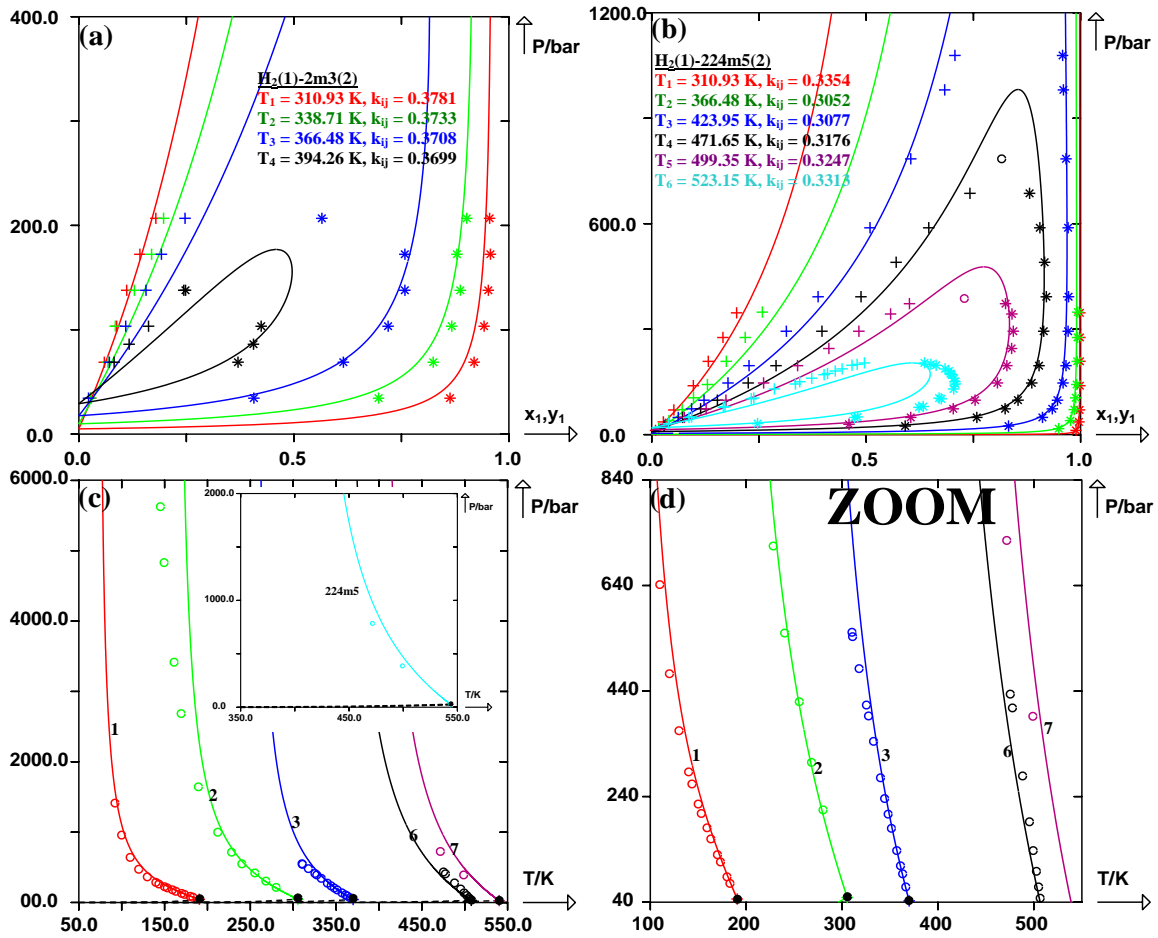 400.0
(a)
P/bar
H2(1)-2m3(2)
T1 = 310.93 K, kij = 0.3781
T2 = 338.71 K, kij = 0.3733
T3 = 366.48 K, kij = 0.3708
T4 = 394.26 K, kij = 0.3699
200.0
0.0
x1,y1
0.0
0.5
1.0
1200.0
(b)
P/bar
H2(1)-224m5(2)
T1 = 310.93 K, kij = 0.3354
T2 = 366.48 K, kij = 0.3052
T3 = 423.95 K, kij = 0.3077
T4 = 471.65 K, kij = 0.3176
T5 = 499.35 K, kij = 0.3247
T6 = 523.15 K, kij = 0.3313
600.0
0.0
x1,y1
0.0
0.5
1.0
6000.0
(c)
P/bar
2000.0
P/bar
224m5
1000.0
0.0
T/K
350.0
450.0
550.0
4000.0
2000.0
1
2
3
6
7
00.0
T/K
50.0
150.0
250.0
350.0
450.0
550.0
840
(d)
ZOOM
P/bar
640
440
240
40
1
2
3
6
7
T/K
100
200
300
400
500